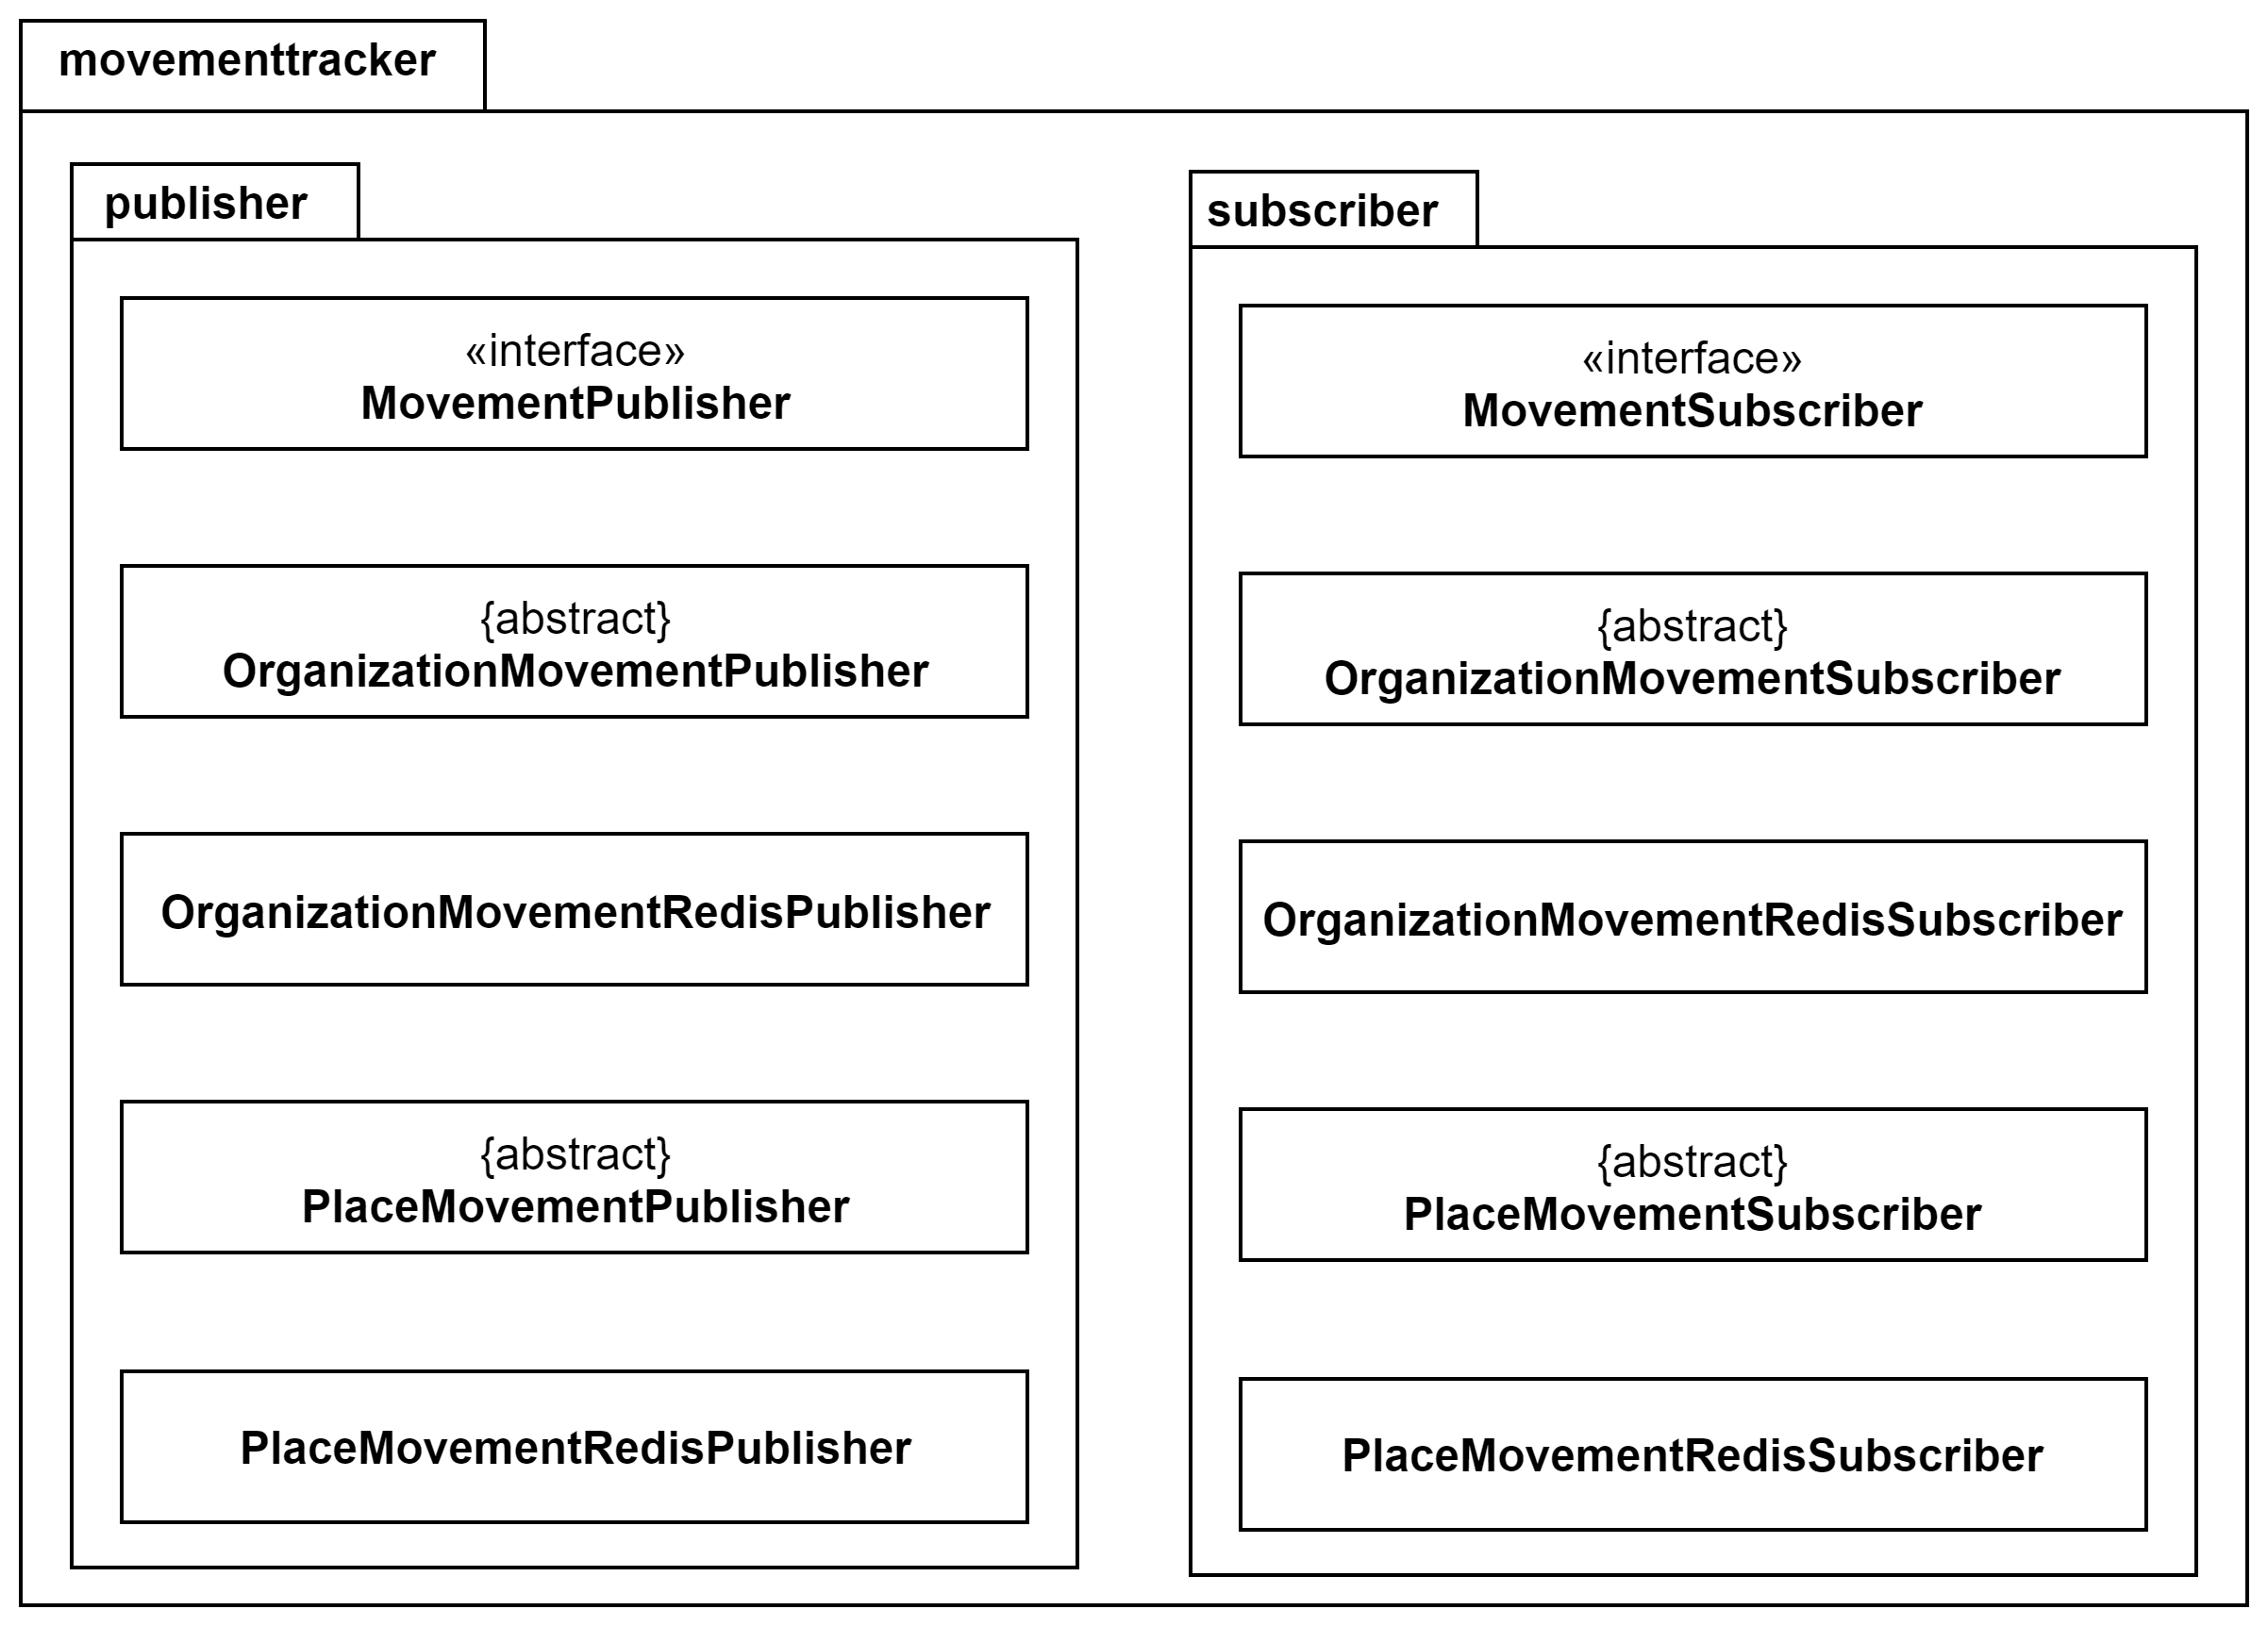 movementtracker
publisher
«interface»
MovementPublisher
{abstract}
OrganizationMovementPublisher
OrganizationMovementRedisPublisher
{abstract}
PlaceMovementPublisher
PlaceMovementRedisPublisher
subscriber
«interface»
MovementSubscriber
{abstract}
OrganizationMovementSubscriber
OrganizationMovementRedisSubscriber
{abstract}
PlaceMovementSubscriber
PlaceMovementRedisSubscriber